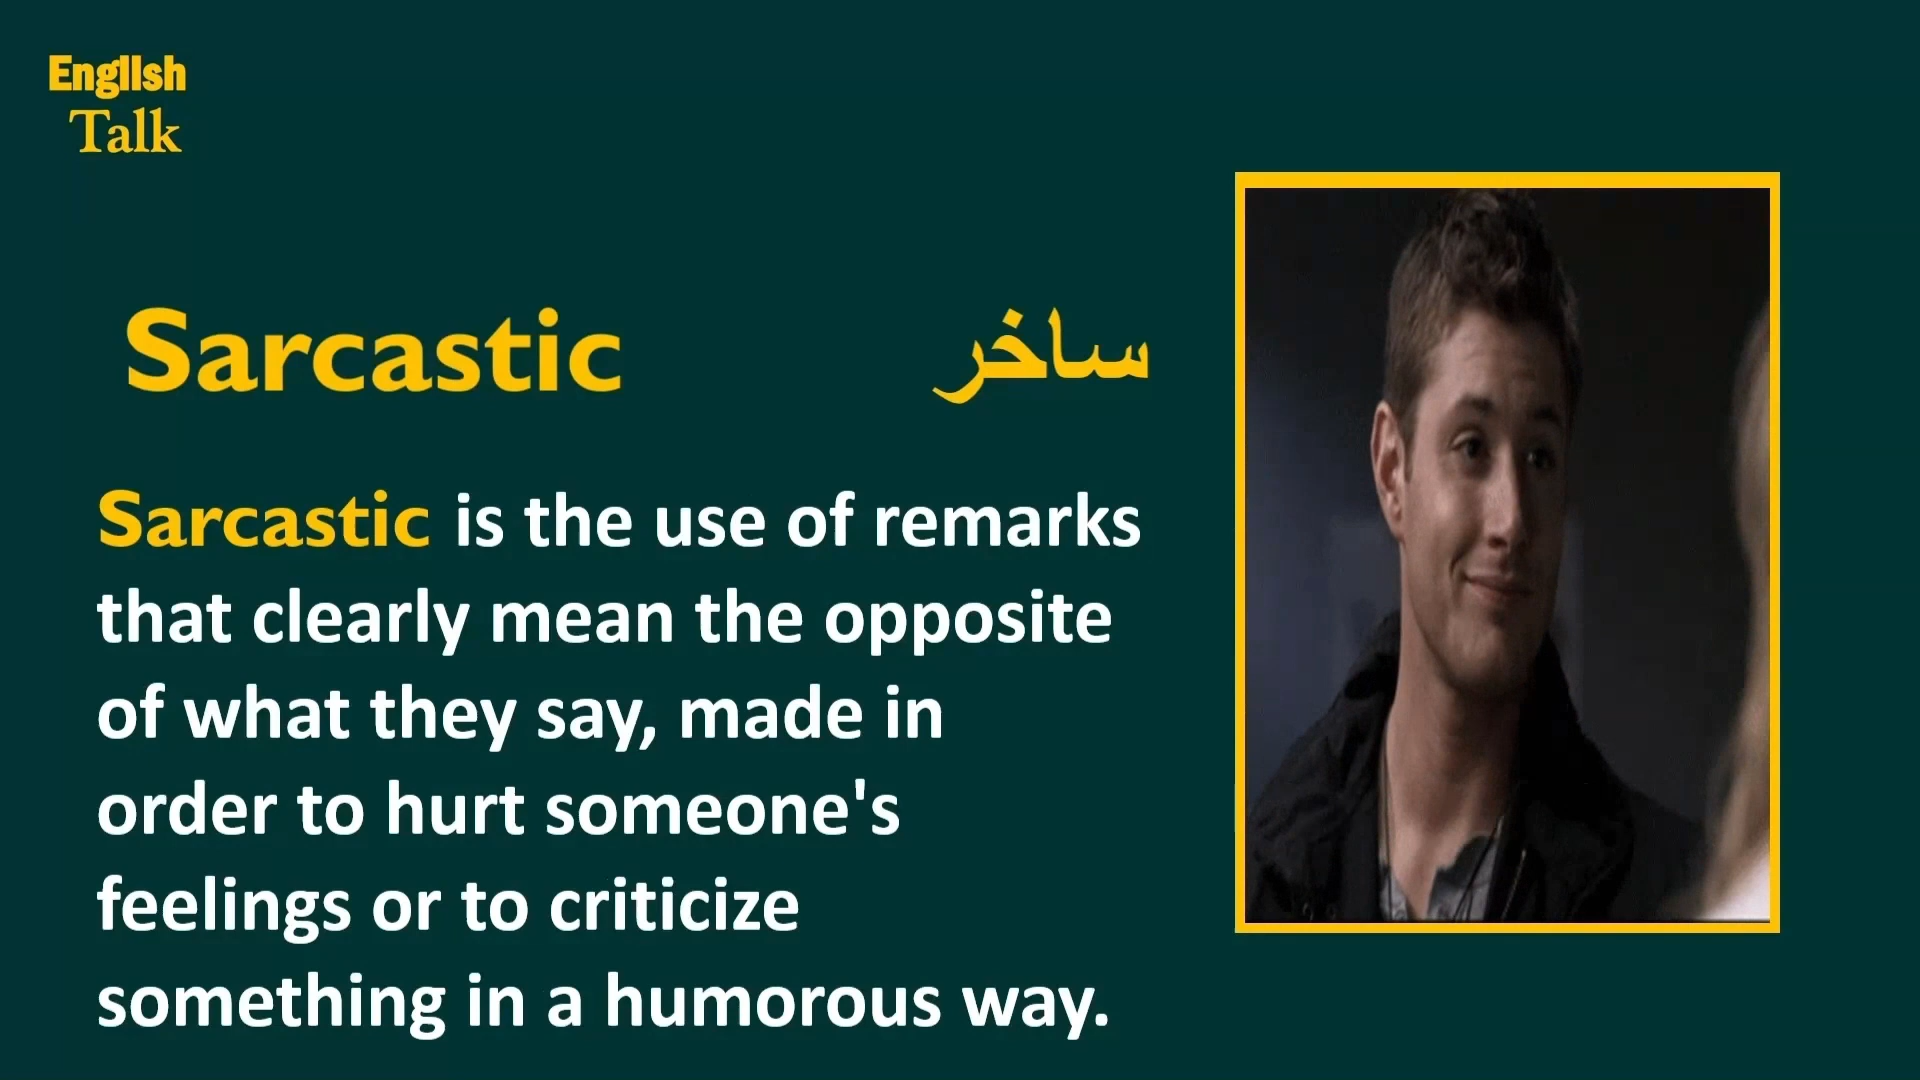 English
Talk
Sarcastic ساخر
Sarcastic is the use of remarks
that clearly mean the opposite
of what they say, made in
order to hurt someone's
feelings or to criticize
something in a humorous way.